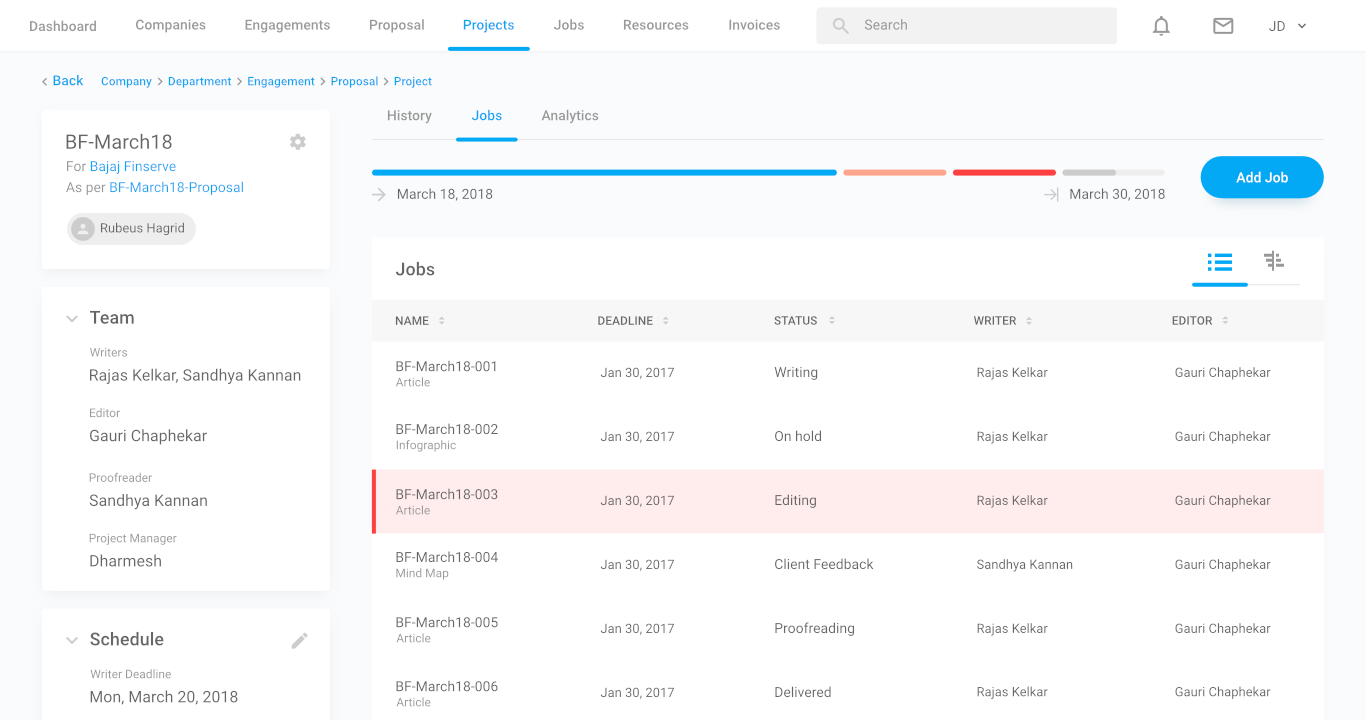 Dashboard Companies Engagements Proposal Projects Jobs Resources Invoices Search JD
Back Company > Department > Engagement > Proposal > Project
BF-March18
For Bajaj Finserve
As per BF-March18-Proposal
Rubeus Hagrid
Team
Writers
Rajas Kelkar, Sandhya Kannan
Editor
Gauri Chaphekar
Proofreader
Sandhya Kannan
Project Manager
Dharmesh
Schedule
Writer Deadline
Mon, March 20, 2018
History Jobs Analytics
March 18, 2018 March 30, 2018
Add Job
Jobs
NAME DEADLINE STATUS WRITER EDITOR
BF-March18-001 Jan 30, 2017 Writing Rajas Kelkar Gauri Chaphekar
Article
BF-March18-002 Jan 30, 2017 On hold Rajas Kelkar Gauri Chaphekar
Infographic
BF-March18-003 Jan 30, 2017 Editing Rajas Kelkar Gauri Chaphekar
Article
BF-March18-004 Jan 30, 2017 Client Feedback Sandhya Kannan Gauri Chaphekar
Mind Map
BF-March18-005 Jan 30, 2017 Proofreading Rajas Kelkar Gauri Chaphekar
Article
BF-March18-006 Jan 30, 2017 Delivered Rajas Kelkar Gauri Chaphekar
Article